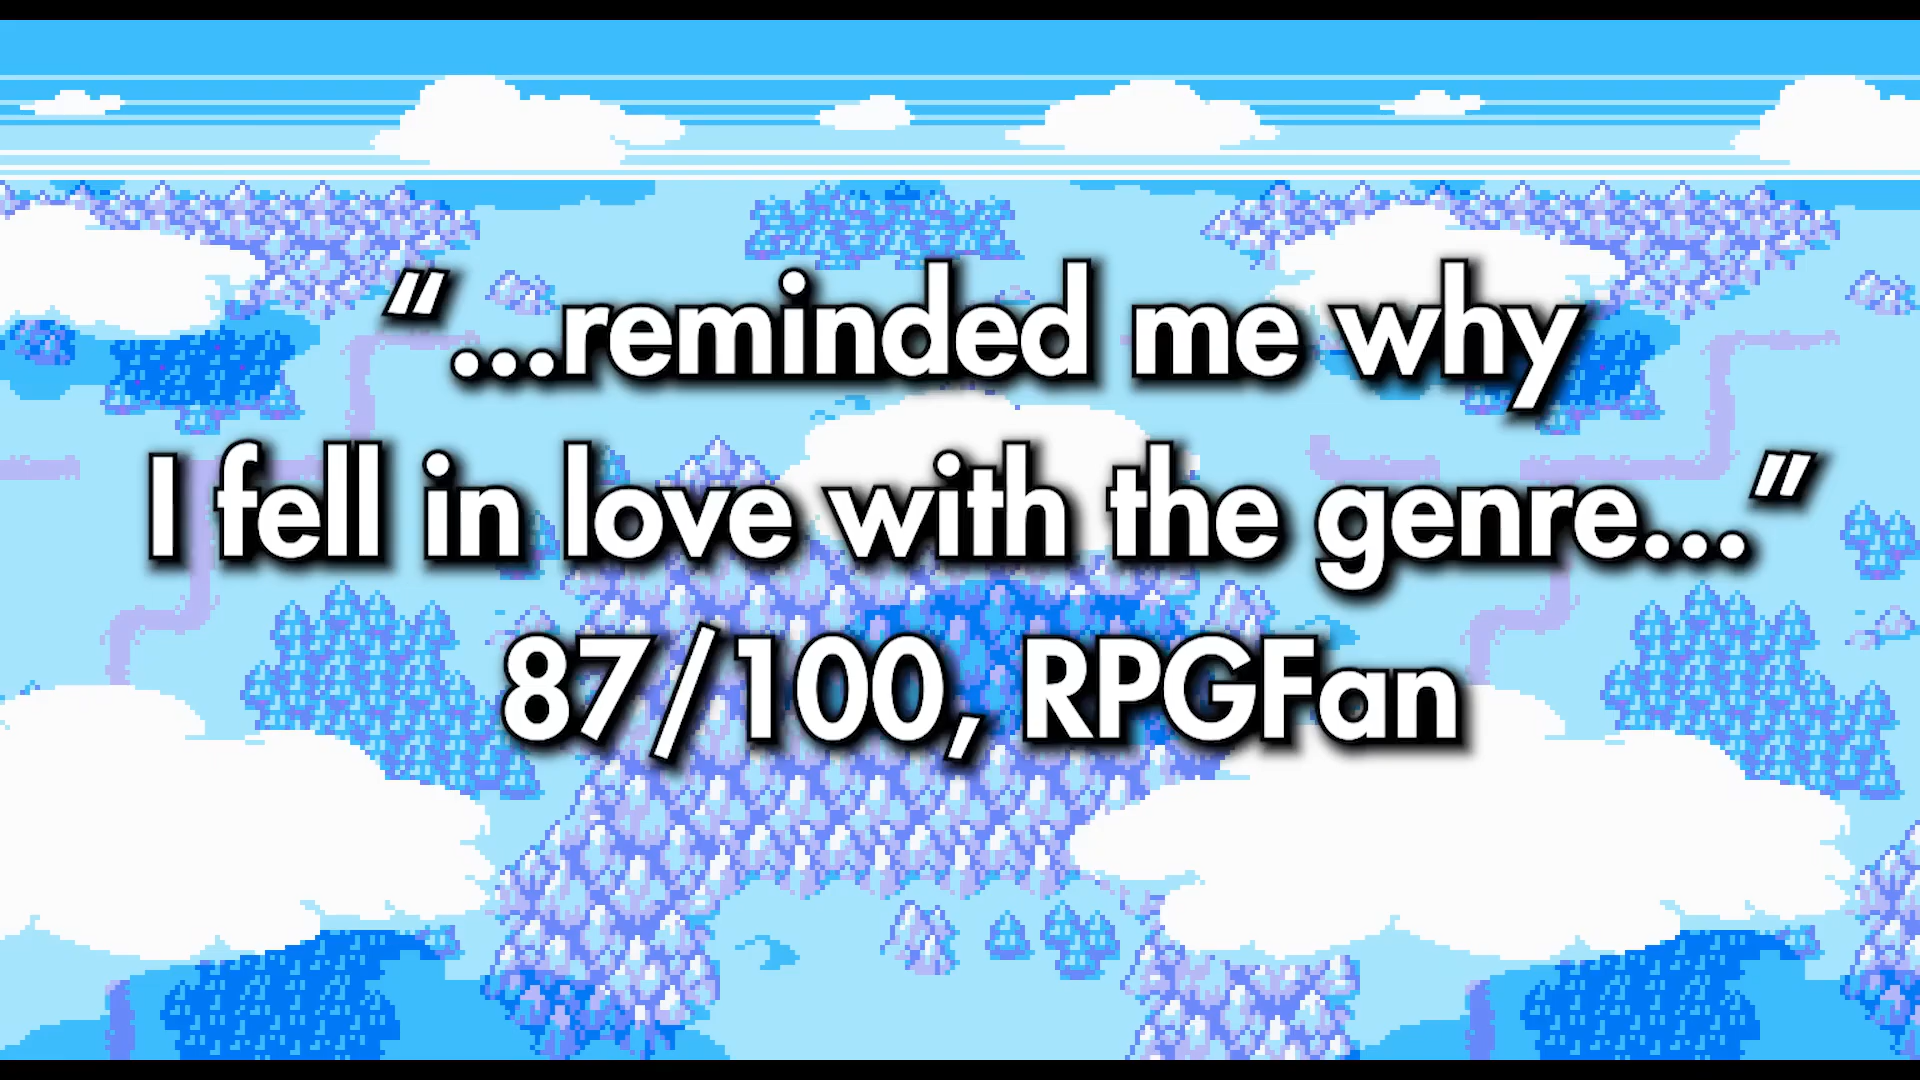 “...reminded me why
I fell in love with the genre...”
87/100, RPGFan